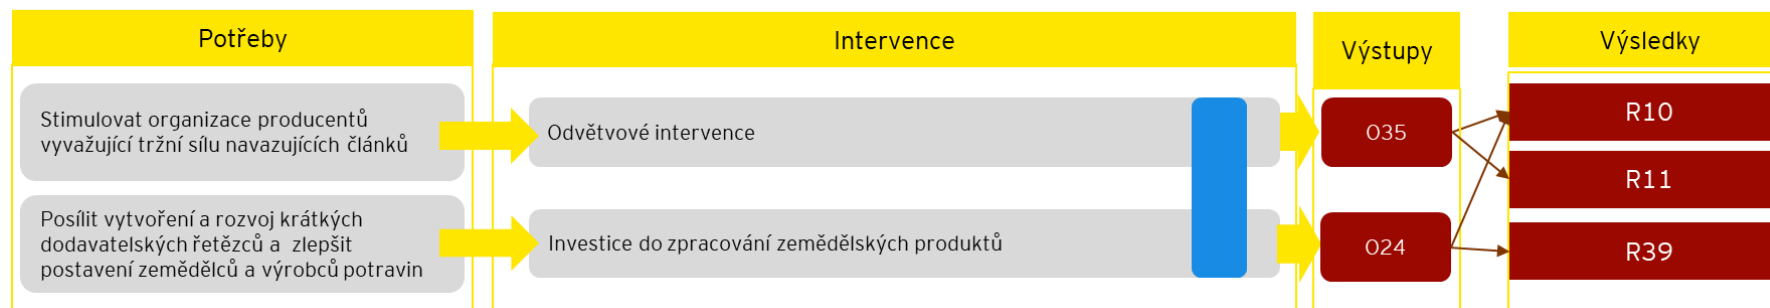 Potřeby
Intervence
Výstupy
Výsledky
Stimulovat organizace producentů
vyvažující tržní sílu navazujících článků
Odvětvové intervence
O35
R10
R11
Posílit vytvoření a rozvoj krátkých
dodavatelských řetězců a zlepšit
postavení zemědělců a výrobců potravin
Investice do zpracování zemědělských produktů
O24
R39